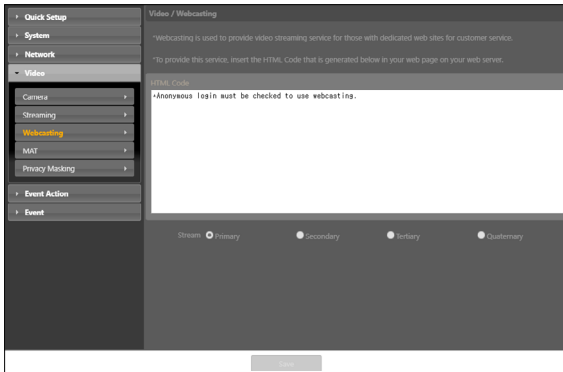 Quick Setup
System
Network
Video
Camera
Streaming
Webcasting
MAT
Privacy Masking
Event Action
Event
Video / Webcasting
*Webcasting is used to provide video streaming service for those with dedicated web sites for customer service.
*To provide this service, insert the HTML Code that is generated below in your web page on your web server.
HTML Code
*Anonymous login must be checked to use webcasting.
Stream Primary Secondary Tertiary Quaternary
Save